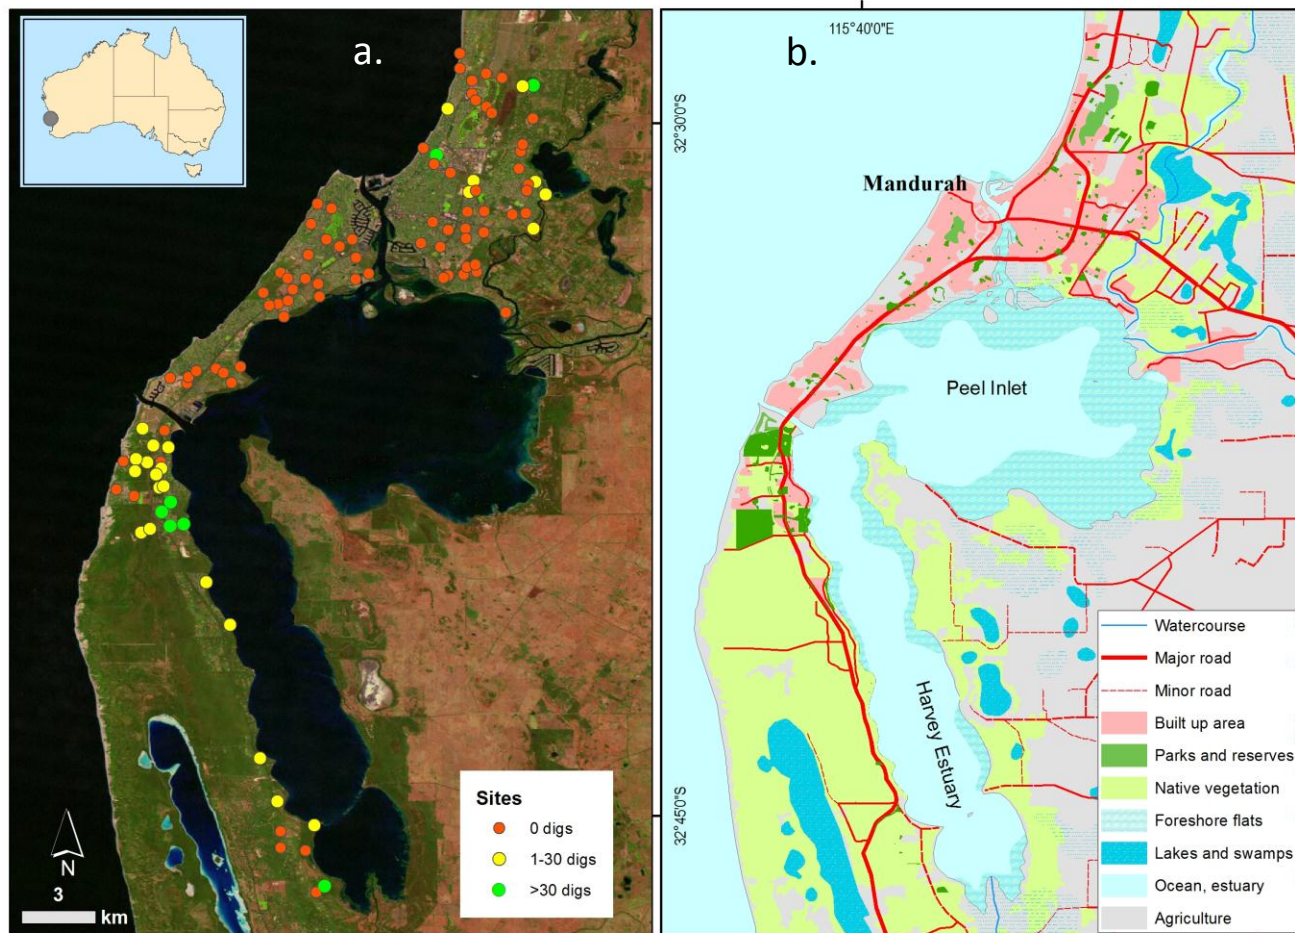 a.
Sites
0 digs
1-30 digs
>30 digs
N
3
km
b.
115°40'0"E
32°30'0"S
32°45'0"S
Mandurah
Peel Inlet
Harvey Estuary
Watercourse
Major road
Minor road
Built up area
Parks and reserves
Native vegetation
Foreshore flats
Lakes and swamps
Ocean, estuary
Agriculture